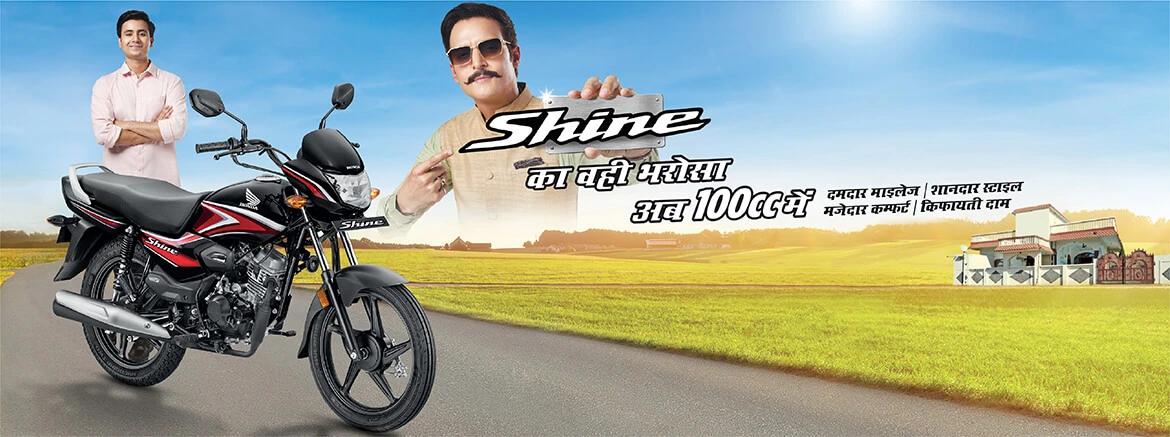 Shine
का वही भरोसा
अब 100cc में
दमदार माइलेज | शानदार स्टाइल
मजेदार कम्फर्ट | किफायती दाम
HONDA
Shine
Shine